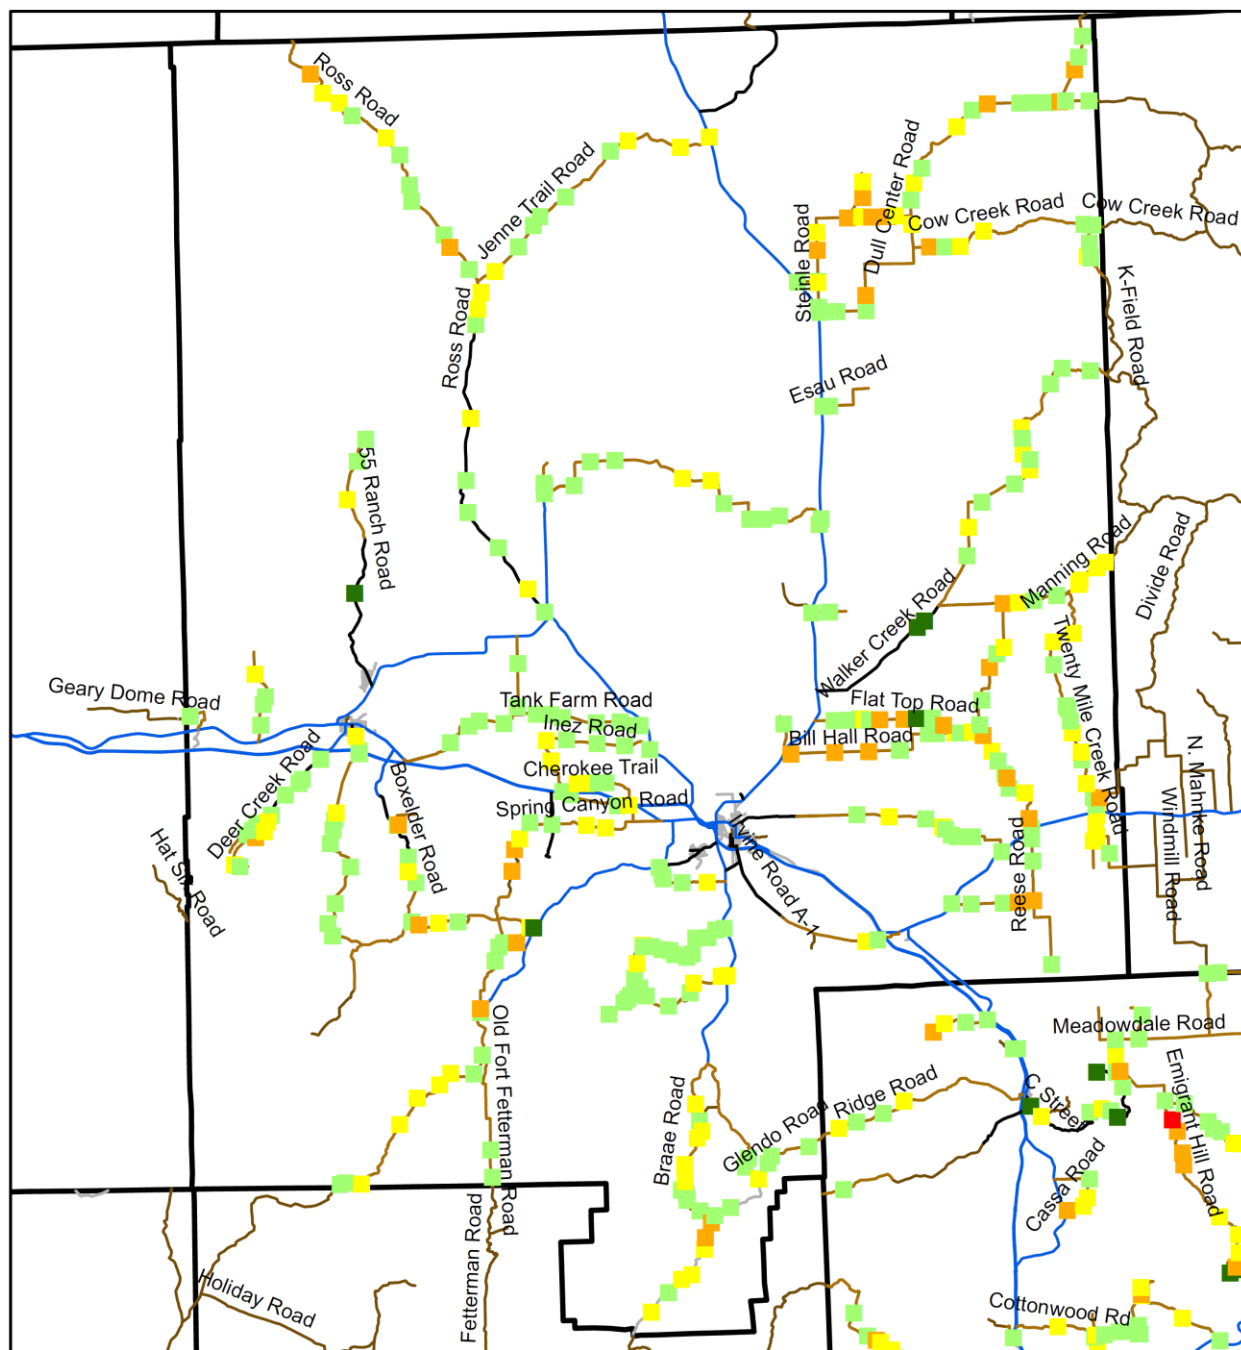 Ross Road
Jenne Trail Road
Dull Center Road
Cow Creek Road
Cow Creek Road
Steinle Road
K-Field Road
Ross Road
Esau Road
55 Ranch Road
Manning Road
Divide Road
Walker Creek Road
Twenty Mile Creek Road
Geary Dome Road
Tank Farm Road
Flat Top Road
Inez Road
Bill Hall Road
Deer Creek Road
Cherokee Trail
N. Mahnke Road
Boxelder Road
Spring Canyon Road
Windmill Road
Hat Six Road
Irvine Road A-1
Reese Road
Old Fort Fetterman Road
Meadowdale Road
Emigrant Hill Road
C Street
Ridge Road
Glendo Road
Braae Road
Cassa Road
Fetterman Road
Holiday Road
Cottonwood Rd